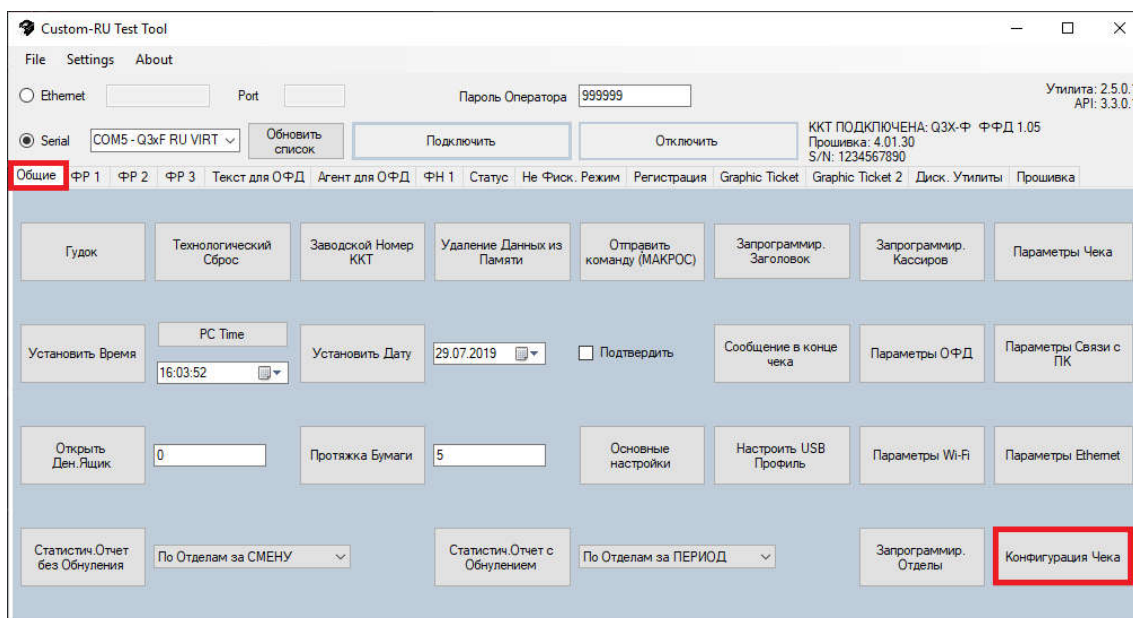 Custom-RU Test Tool
File Settings About
Ethernet Port Пароль Оператора 999999
Утилита: 2.5.0.
API: 3.3.0.
Serial COM5 - Q3xF RU VIRT Обновить список Подключить Отключить
ККТ ПОДКЛЮЧЕНА: Q3X-Ф ФФД 1.05
Прошивка: 4.01.30
S/N: 1234567890
Общие ФР 1 ФР 2 ФР 3 Текст для ОФД Агент для ОФД ФН 1 Статус Не Фиск. Режим Регистрация Graphic Ticket Graphic Ticket 2 Диск. Утилиты Прошивка
Гудок
Технологический
Сброс
Заводской Номер
ККТ
Удаление Данных из
Памяти
Отправить
команду (МАКРОС)
Запрограммир.
Заголовок
Запрограммир.
Кассиров
Параметры Чека
Установить Время
PC Time
16:03:52
Установить Дату
29.07.2019
Подтвердить
Сообщение в конце
чека
Параметры ОФД
Параметры Связи с
ПК
Открыть
Ден.Ящик
0
Протяжка Бумаги
5
Основные
настройки
Настроить USB
Профиль
Параметры Wi-Fi
Параметры Ethernet
Статистич.Отчет
без Обнуления
По Отделам за СМЕНУ
Статистич.Отчет с
Обнулением
По Отделам за ПЕРИОД
Запрограммир.
Отделы
Конфигурация Чека